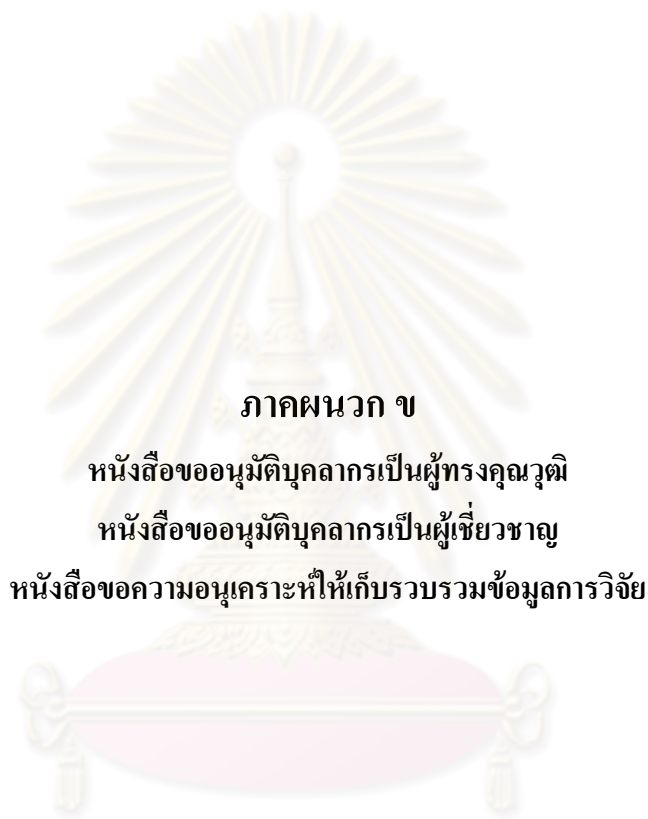 ภาคผนวก ข
หนังสือขออนุมัติบุคลากรเป็นผู้ทรงคุณวุฒิ
หนังสือขออนุมัติบุคลากรเป็นผู้เชี่ยวชาญ
หนังสือขอความอนุเคราะห์ให้เก็บรวบรวมข้อมูลการวิจัย